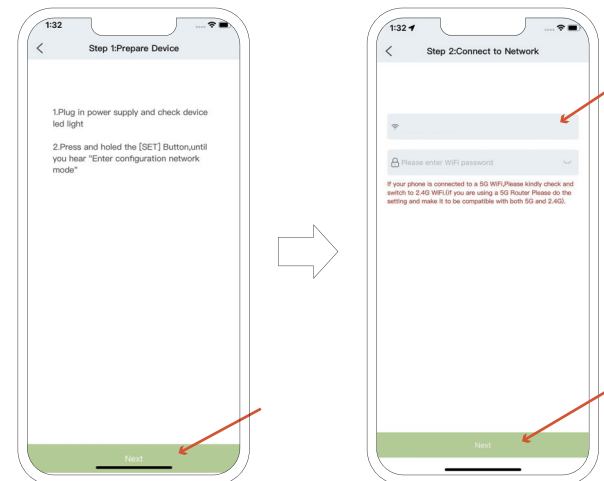 1:32
Step 1:Prepare Device
1.Plug in power supply and check device
led light
2.Press and holed the [SET] Button,until
you hear "Enter configuration network
mode"
Next
1:32
Step 2:Connect to Network
Please enter WiFi password
If your phone is connected to a 5G WiFi,Please kindly check and
switch to 2.4G WiFi.(if you are using a 5G Router Please do the
setting and make it to be compatible with both 5G and 2.4G).
Next